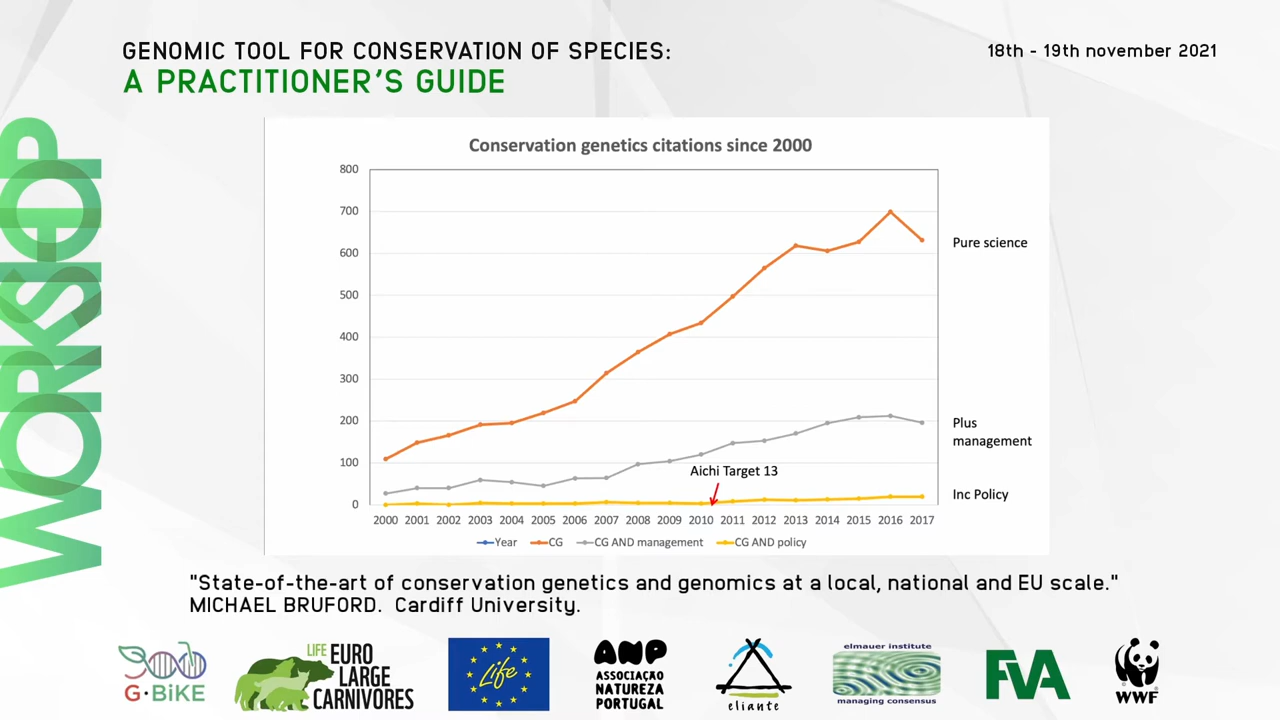 GENOMIC TOOL FOR CONSERVATION OF SPECIES:
A PRACTITIONER'S GUIDE
18th - 19th november 2021
WORKSHOP
Conservation genetics citations since 2000
800
700
600
500
400
300
200
100
0
Pure science
Plus
management
Inc Policy
Aichi Target 13
2000 2001 2002 2003 2004 2005 2006 2007 2008 2009 2010 2011 2012 2013 2014 2015 2016 2017
Year CG CG AND management CG AND policy
"State-of-the-art of conservation genetics and genomics at a local, national and EU scale."
MICHAEL BRUFORD. Cardiff University.
G·BiKE
LIFE EURO
LARGE
CARNIVORES
Life
ANP
ASSOCIAÇÃO
NATUREZA
PORTUGAL
eliante
elmauer institute
managing consensus
FVA
WWF